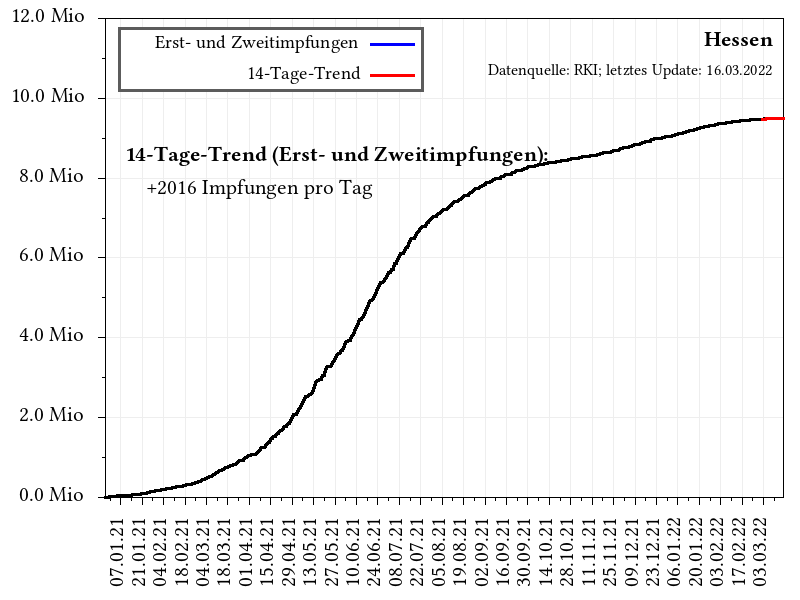 12.0 Mio
10.0 Mio
8.0 Mio
6.0 Mio
4.0 Mio
2.0 Mio
0.0 Mio
Erst- und Zweitimpfungen
14-Tage-Trend
Hessen
Datenquelle: RKI; letztes Update: 16.03.2022
14-Tage-Trend (Erst- und Zweitimpfungen):
+2016 Impfungen pro Tag
07.01.21
21.01.21
04.02.21
18.02.21
04.03.21
18.03.21
01.04.21
15.04.21
29.04.21
13.05.21
27.05.21
10.06.21
24.06.21
08.07.21
22.07.21
05.08.21
19.08.21
02.09.21
16.09.21
30.09.21
14.10.21
28.10.21
11.11.21
25.11.21
09.12.21
23.12.21
06.01.22
20.01.22
03.02.22
17.02.22
03.03.22